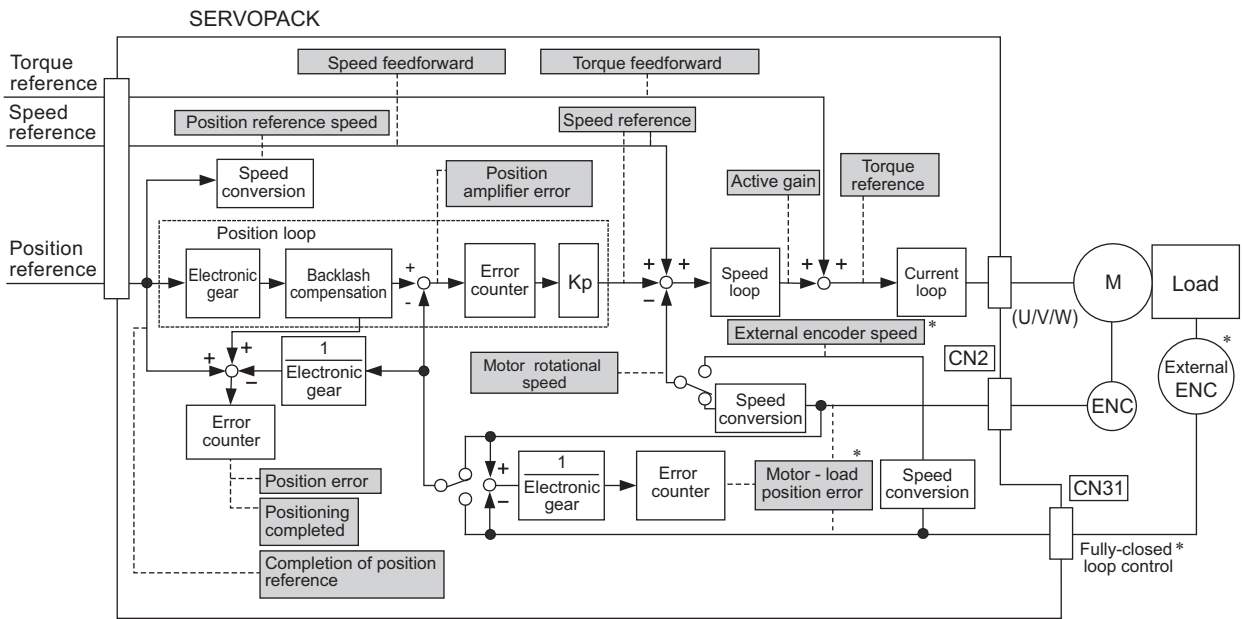 SERVOPACK
Torque
reference
Speed
reference
Position
reference
Speed feedforward
Torque feedforward
Position reference speed
Speed reference
Speed
conversion
Position
amplifier error
Active gain
Torque
reference
Position loop
Electronic
gear
Backlash
compensation
+
-
Error
counter
Kp
+
+
−
Speed
loop
+
+
Current
loop
(U/V/W)
M
Load
+
+
−
1
Electronic
gear
Motor rotational
speed
External encoder speed
*
CN2
*
External
ENC
Speed
conversion
ENC
Error
counter
+
−
1
Electronic
gear
Error
counter
*
Motor - load
position error
Speed
conversion
CN31
Position error
Positioning
completed
Completion of position
reference
Fully-closed *
loop control